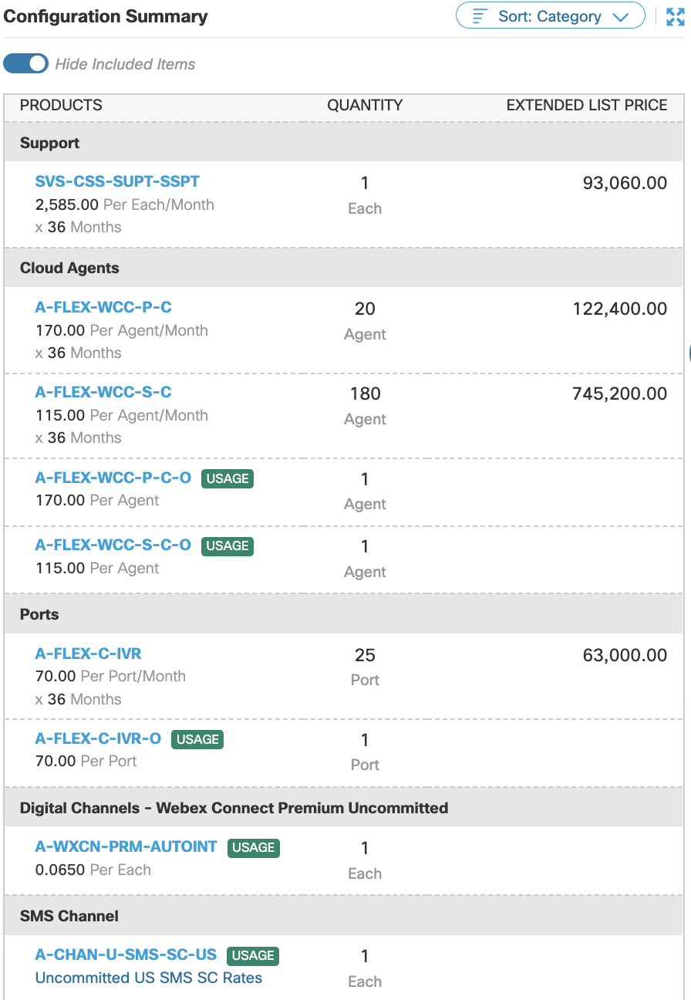 Configuration Summary
Sort: Category
Hide Included Items
PRODUCTS QUANTITY EXTENDED LIST PRICE
Support
SVS-CSS-SUPT-SSPT 1 93,060.00
2,585.00 Per Each/Month Each
x 36 Months
Cloud Agents
A-FLEX-WCC-P-C 20 122,400.00
170.00 Per Agent/Month Agent
x 36 Months
A-FLEX-WCC-S-C 180 745,200.00
115.00 Per Agent/Month Agent
x 36 Months
A-FLEX-WCC-P-C-O USAGE 1
170.00 Per Agent Agent
A-FLEX-WCC-S-C-O USAGE 1
115.00 Per Agent Agent
Ports
A-FLEX-C-IVR 25 63,000.00
70.00 Per Port/Month Port
x 36 Months
A-FLEX-C-IVR-O USAGE 1
70.00 Per Port Port
Digital Channels - Webex Connect Premium Uncommitted
A-WXCN-PRM-AUTOINT USAGE 1
0.0650 Per Each Each
SMS Channel
A-CHAN-U-SMS-SC-US USAGE 1
Uncommitted US SMS SC Rates Each